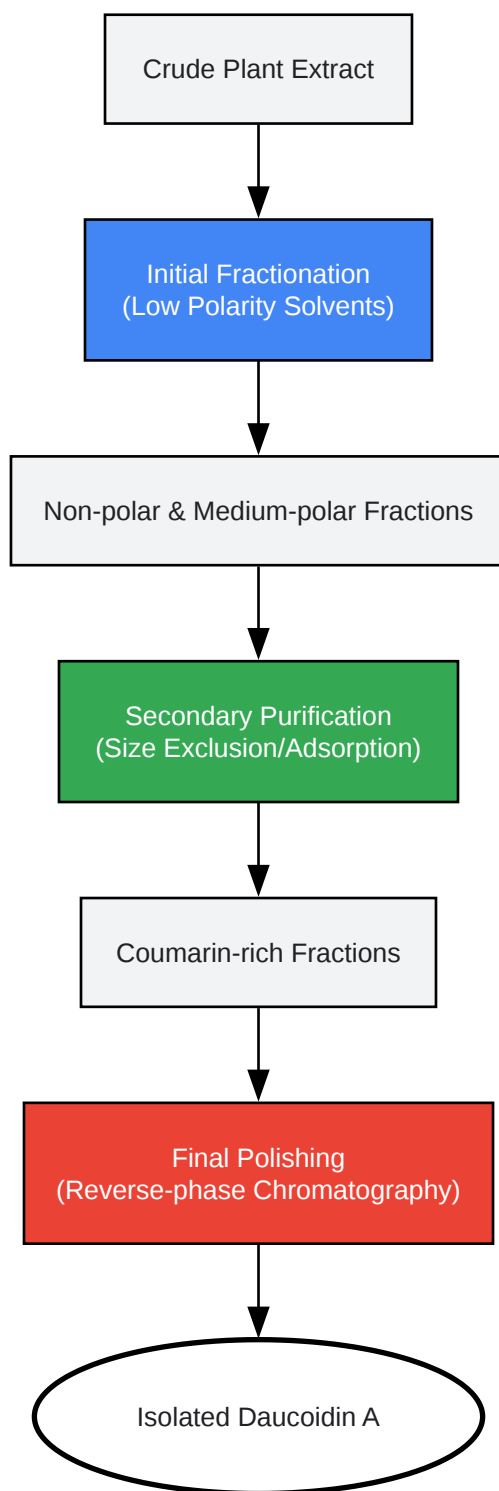 Crude Plant Extract
Initial Fractionation
(Low Polarity Solvents)
Non-polar & Medium-polar Fractions
Secondary Purification
(Size Exclusion/Adsorption)
Coumarin-rich Fractions
Final Polishing
(Reverse-phase Chromatography)
Isolated Daucoidin A